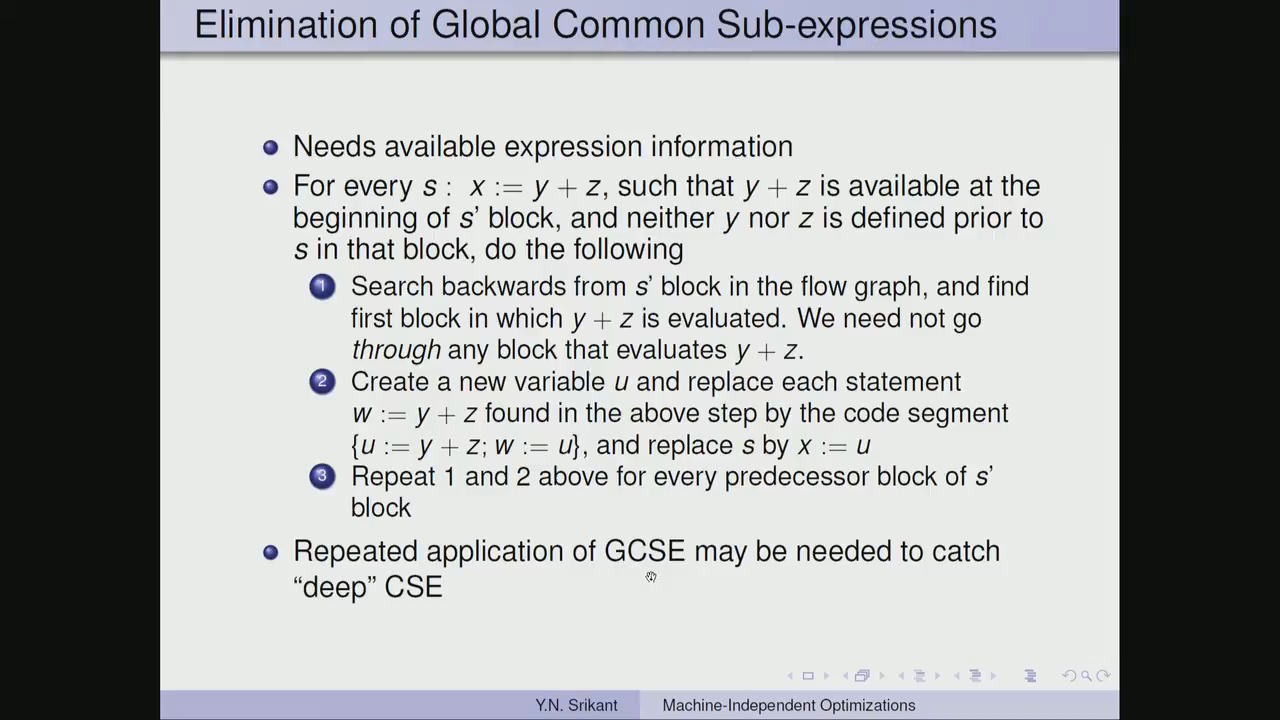 Elimination of Global Common Sub-expressions
Needs available expression information
For every s : x := y + z, such that y + z is available at the
beginning of s' block, and neither y nor z is defined prior to
s in that block, do the following
1 Search backwards from s' block in the flow graph, and find
first block in which y + z is evaluated. We need not go
through any block that evaluates y + z.
2 Create a new variable u and replace each statement
w := y + z found in the above step by the code segment
{u := y + z; w := u}, and replace s by x := u
3 Repeat 1 and 2 above for every predecessor block of s'
block
Repeated application of GCSE may be needed to catch
“deep” CSE
Y.N. Srikant Machine-Independent Optimizations